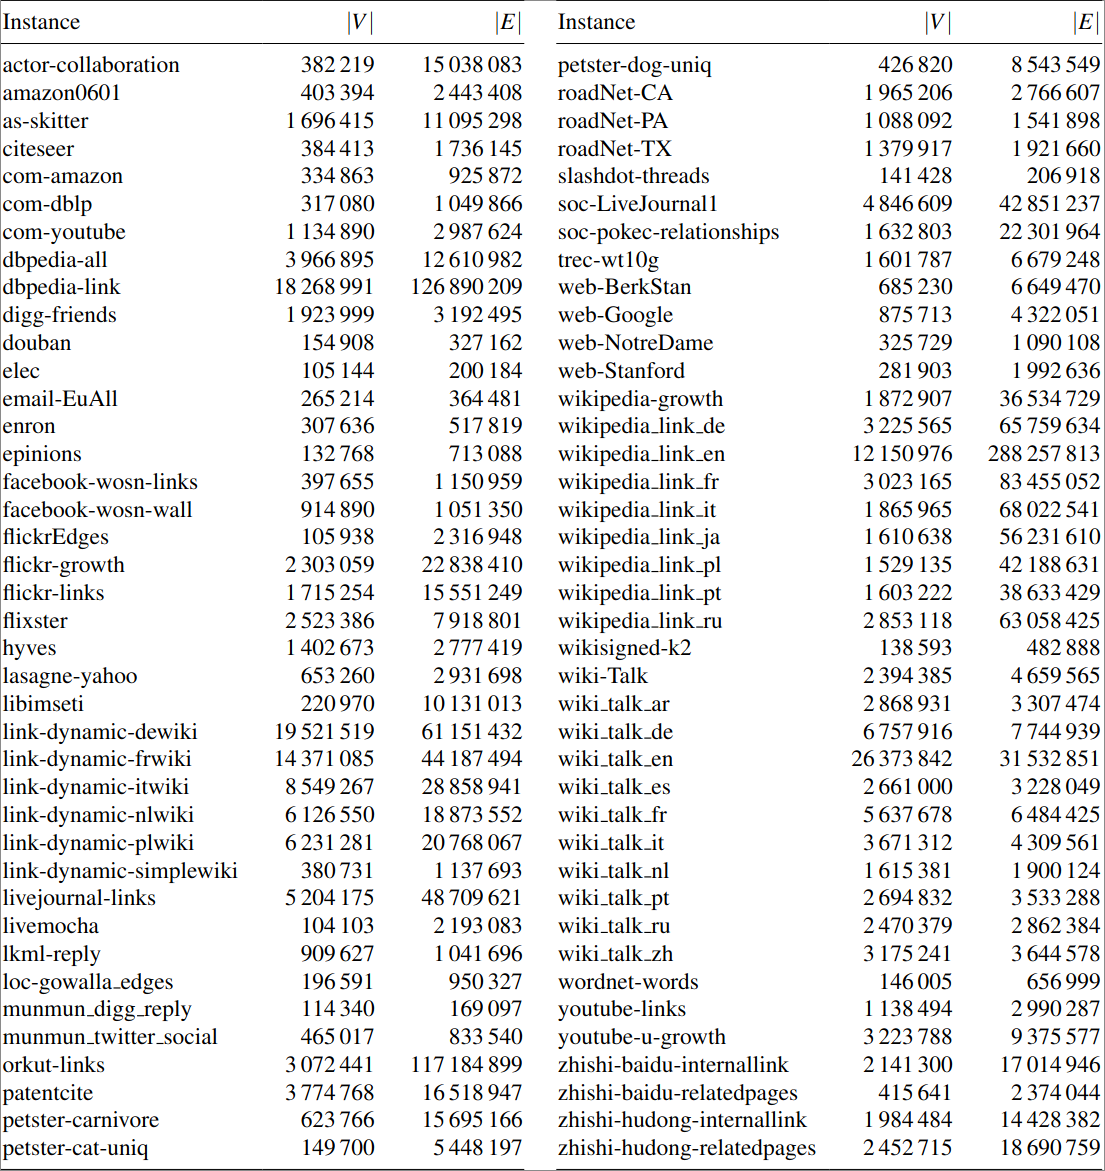 Instance |V| |E| Instance |V| |E|
actor-collaboration 382 219 15 038 083 petster-dog-uniq 426 820 8 543 549
amazon0601 403 394 2 443 408 roadNet-CA 1 965 206 2 766 607
as-skitter 1 696 415 11 095 298 roadNet-PA 1 088 092 1 541 898
citeseer 384 413 1 736 145 roadNet-TX 1 379 917 1 921 660
com-amazon 334 863 925 872 slashdot-threads 141 428 206 918
com-dblp 317 080 1 049 866 soc-LiveJournal1 4 846 609 42 851 237
com-youtube 1 134 890 2 987 624 soc-pokec-relationships 1 632 803 22 301 964
dbpedia-all 3 966 895 12 610 982 trec-wt10g 1 601 787 6 679 248
dbpedia-link 18 268 991 126 890 209 web-BerkStan 685 230 6 649 470
digg-friends 1 923 999 3 192 495 web-Google 875 713 4 322 051
douban 154 908 327 162 web-NotreDame 325 729 1 090 108
elec 105 144 200 184 web-Stanford 281 903 1 992 636
email-EuAll 265 214 364 481 wikipedia-growth 1 872 907 36 534 729
enron 307 636 517 819 wikipedia_link_de 3 225 565 65 759 634
epinions 132 768 713 088 wikipedia_link_en 12 150 976 288 257 813
facebook-wosn-links 397 655 1 150 959 wikipedia_link_fr 3 023 165 83 455 052
facebook-wosn-wall 914 890 1 051 350 wikipedia_link_it 1 865 965 68 022 541
flickrEdges 105 938 2 316 948 wikipedia_link_ja 1 610 638 56 231 610
flickr-growth 2 303 059 22 838 410 wikipedia_link_pl 1 529 135 42 188 631
flickr-links 1 715 254 15 551 249 wikipedia_link_pt 1 603 222 38 633 429
flixster 2 523 386 7 918 801 wikipedia_link_ru 2 853 118 63 058 425
hyves 1 402 673 2 777 419 wikisigned-k2 138 593 482 888
lasagne-yahoo 653 260 2 931 698 wiki-Talk 2 394 385 4 659 565
libimseti 220 970 10 131 013 wiki_talk_ar 2 868 931 3 307 474
link-dynamic-dewiki 19 521 519 61 151 432 wiki_talk_de 6 757 916 7 744 939
link-dynamic-frwiki 14 371 085 44 187 494 wiki_talk_en 26 373 842 31 532 851
link-dynamic-itwiki 8 549 267 28 858 941 wiki_talk_es 2 661 000 3 228 049
link-dynamic-nlwiki 6 126 550 18 873 552 wiki_talk_fr 5 637 678 6 484 425
link-dynamic-plwiki 6 231 281 20 768 067 wiki_talk_it 3 671 312 4 309 561
link-dynamic-simplewiki 380 731 1 137 693 wiki_talk_nl 1 615 381 1 900 124
livejournal-links 5 204 175 48 709 621 wiki_talk_pt 2 694 832 3 533 288
livemocha 104 103 2 193 083 wiki_talk_ru 2 470 379 2 862 384
lkml-reply 909 627 1 041 696 wiki_talk_zh 3 175 241 3 644 578
loc-gowalla_edges 196 591 950 327 wordnet-words 146 005 656 999
munmun_digg_reply 114 340 169 097 youtube-links 1 138 494 2 990 287
munmun_twitter_social 465 017 833 540 youtube-u-growth 3 223 788 9 375 577
orkut-links 3 072 441 117 184 899 zhishi-baidu-internallink 2 141 300 17 014 946
patentcite 3 774 768 16 518 947 zhishi-baidu-relatedpages 415 641 2 374 044
petster-carnivore 623 766 15 695 166 zhishi-hudong-internallink 1 984 484 14 428 382
petster-cat-uniq 149 700 5 448 197 zhishi-hudong-relatedpages 2 452 715 18 690 759